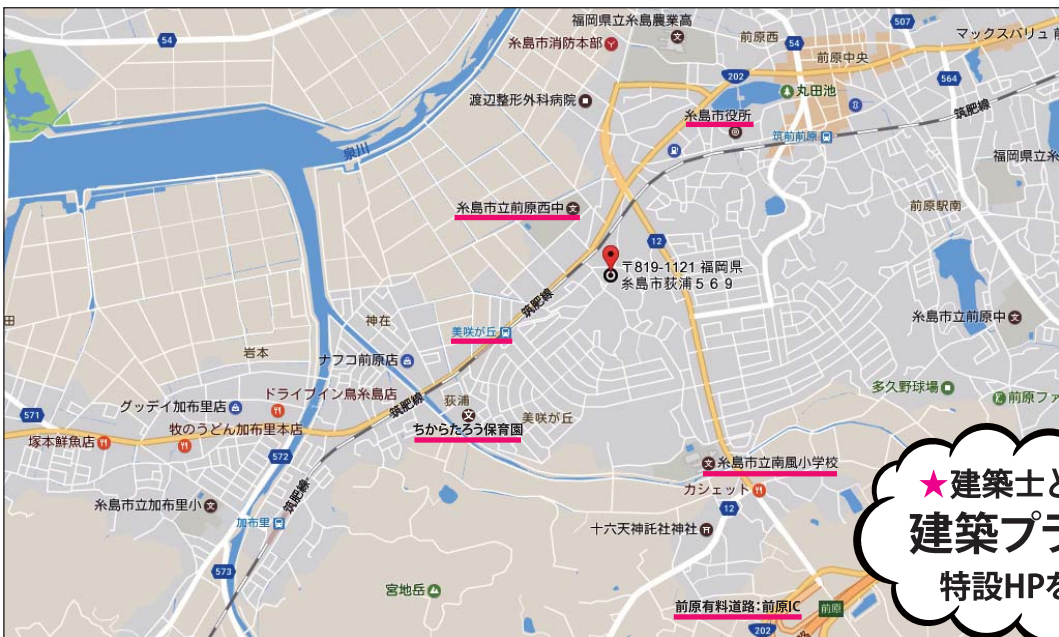 福岡県立糸島農業高
54
糸島市消防本部
前原西
54
507
マックスバリュ 前
前原中央
202
564
渡辺整形外科病院
丸田池
糸島市役所
筑肥線
泉川
筑前前原
福岡県立糸
糸島市立前原西中
前原駅南
12
〒819-1121 福岡県
糸島市荻浦５６９
筑肥線
神在
美咲が丘
糸島市立前原中
田
岩本
ナフコ前原店
多久野球場
前原ファ
ドライブイン鳥糸島店
グッデイ加布里店
筑肥線
荻浦
美咲が丘
571
牧のうどん加布里本店
ちからたろう保育園
塚本鮮魚店
572
糸島市立南風小学校
筑肥線
カシェット
★建築士と
糸島市立加布里小
12
加布里
十六天神託社神社
建築プラ
573
宮地岳
特設HPを
前原有料道路:前原IC
前原
202
路